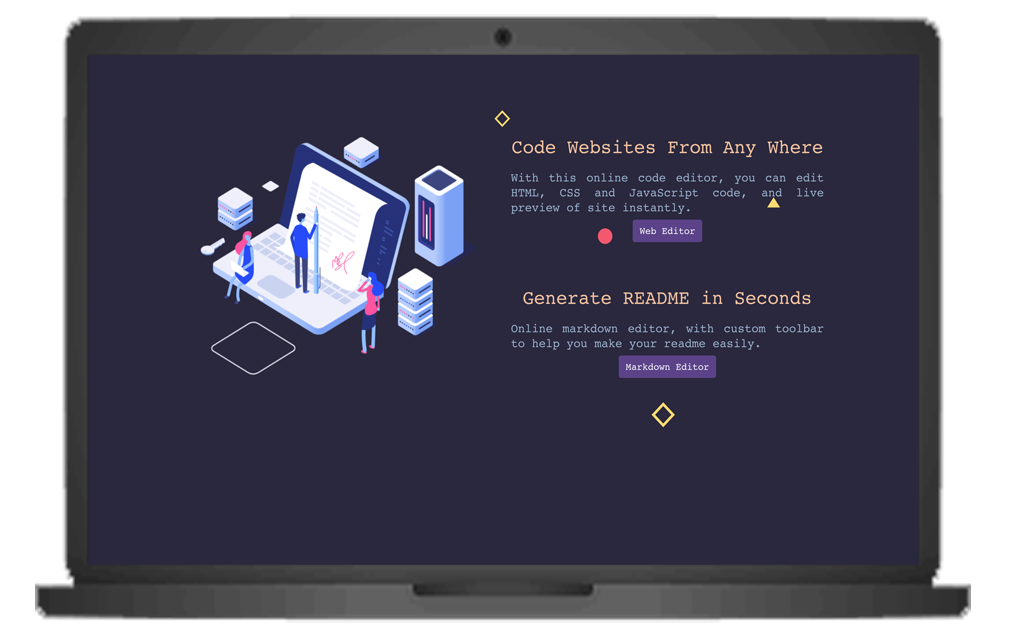 Code Websites From Any Where
With this online code editor, you can edit
HTML, CSS and JavaScript code, and live
preview of site instantly.
Web Editor
Generate README in Seconds
Online markdown editor, with custom toolbar
to help you make your readme easily.
Markdown Editor